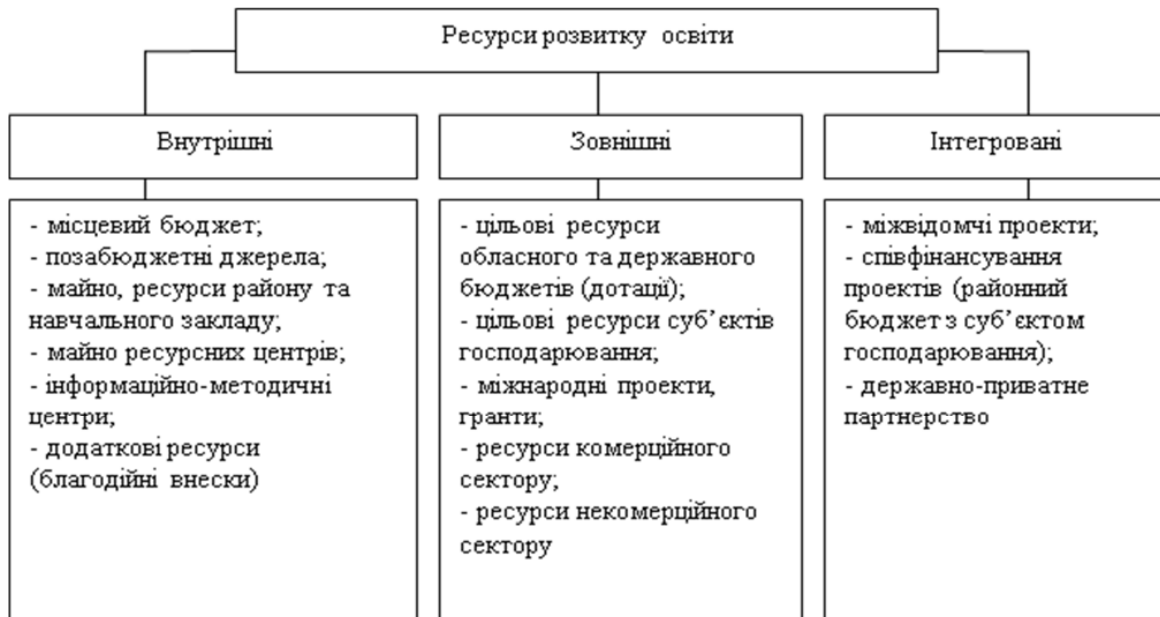 Ресурси розвитку освіти
Внутрішні
Зовнішні
Інтегровані
- місцевий бюджет;
- позабюджетні джерела;
- майно, ресурси району та
навчального закладу;
- майно ресурсних центрів;
- інформаційно-методичні
центри;
- додаткові ресурси
(благодійні внески)
- цільові ресурси
обласного та державного
бюджетів (дотації);
- цільові ресурси суб’єктів
господарювання;
- міжнародні проекти,
гранти;
- ресурси комерційного
сектору;
- ресурси некомерційного
сектору
- міжвідомчі проекти;
- співфінансування
проектів (районний
бюджет з суб’єктом
господарювання);
- державно-приватне
партнерство